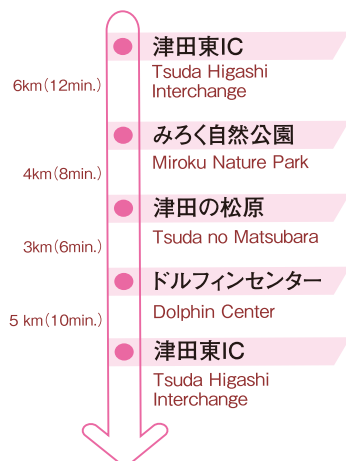 津田東IC
Tsuda Higashi
Interchange
6km(12min.)
みろく自然公園
Miroku Nature Park
4km(8min.)
津田の松原
Tsuda no Matsubara
3km(6min.)
ドルフィンセンター
Dolphin Center
5 km(10min.)
津田東IC
Tsuda Higashi
Interchange